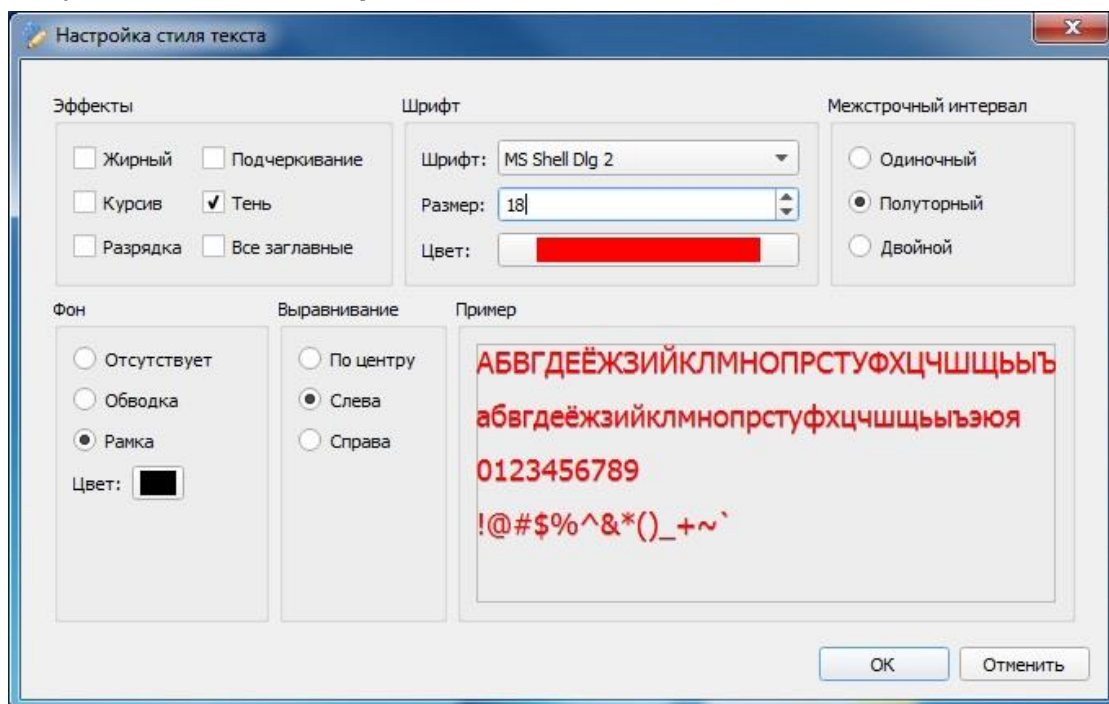 Настройка стиля текста
Эффекты
Жирный Подчеркивание
Курсив Тень
Разрядка Все заглавные
Шрифт
Шрифт: MS Shell Dlg 2
Размер: 18
Цвет:
Межстрочный интервал
Одиночный
Полуторный
Двойной
Фон
Отсутствует
Обводка
Рамка
Цвет:
Выравнивание
По центру
Слева
Справа
Пример
АБВГДЕЁЖЗИЙКЛМНОПРСТУФХЦЧШЩЬЫЪ
абвгдеёжзийклмнопрстуфхцчшщьыъэюя
0123456789
!@#$%^&*()_+~`
OK Отменить